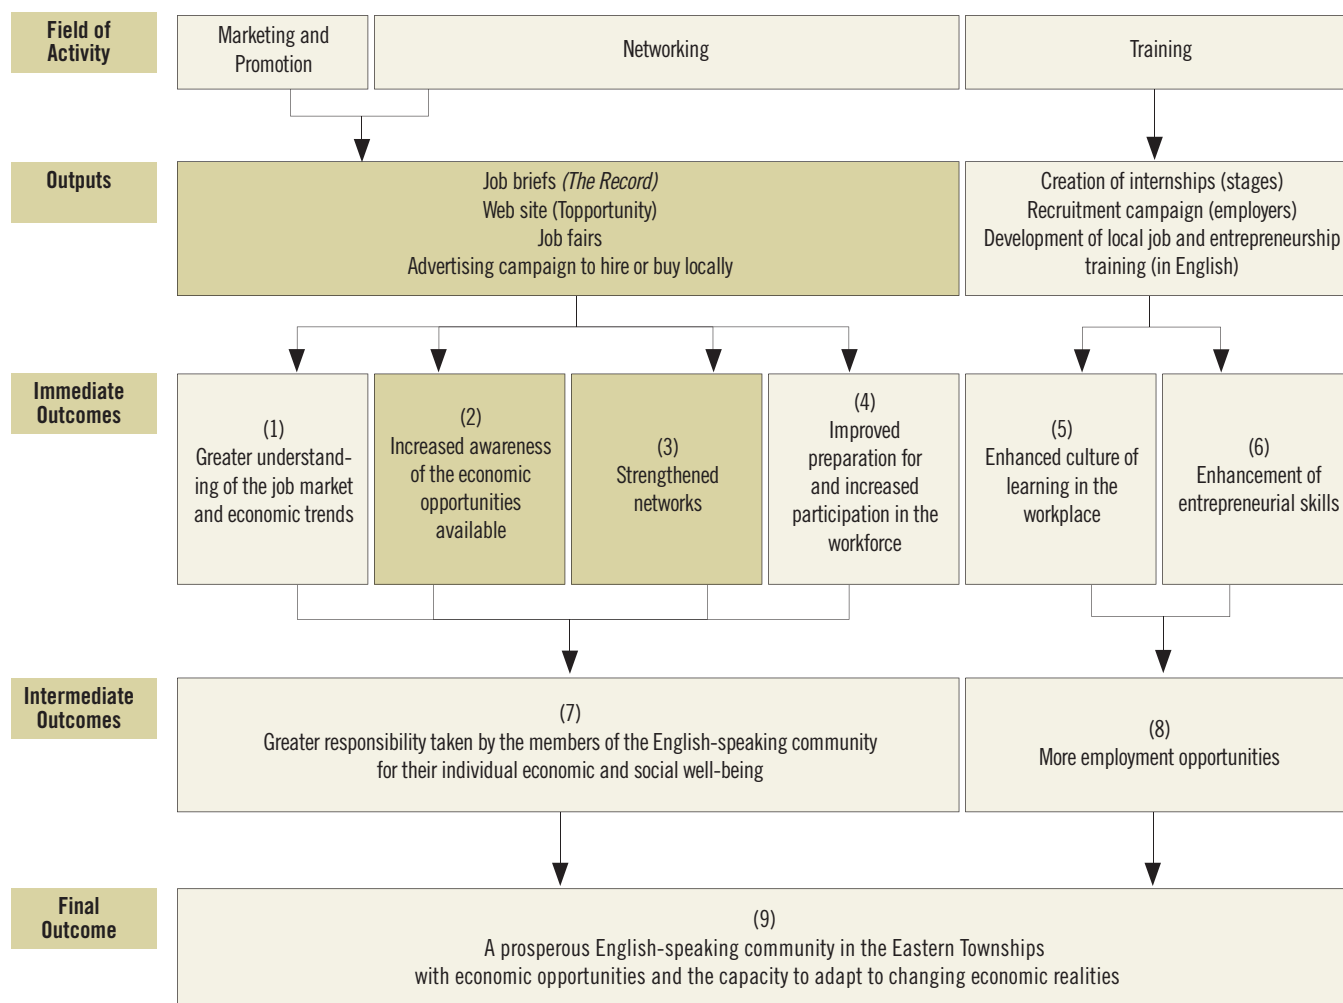 Field of
Activity
Marketing and
Promotion
Networking
Training
Outputs
Job briefs (The Record)
Web site (Topportunity)
Job fairs
Advertising campaign to hire or buy locally
Creation of internships (stages)
Recruitment campaign (employers)
Development of local job and entrepreneurship
training (in English)
Immediate
Outcomes
(1)
Greater understand-
ing of the job market
and economic trends
(2)
Increased awareness
of the economic
opportunities
available
(3)
Strengthened
networks
(4)
Improved
preparation for
and increased
participation in the
workforce
(5)
Enhanced culture of
learning in the
workplace
(6)
Enhancement of
entrepreneurial skills
Intermediate
Outcomes
(7)
Greater responsibility taken by the members of the English-speaking community
for their individual economic and social well-being
(8)
More employment opportunities
Final
Outcome
(9)
A prosperous English-speaking community in the Eastern Townships
with economic opportunities and the capacity to adapt to changing economic realities